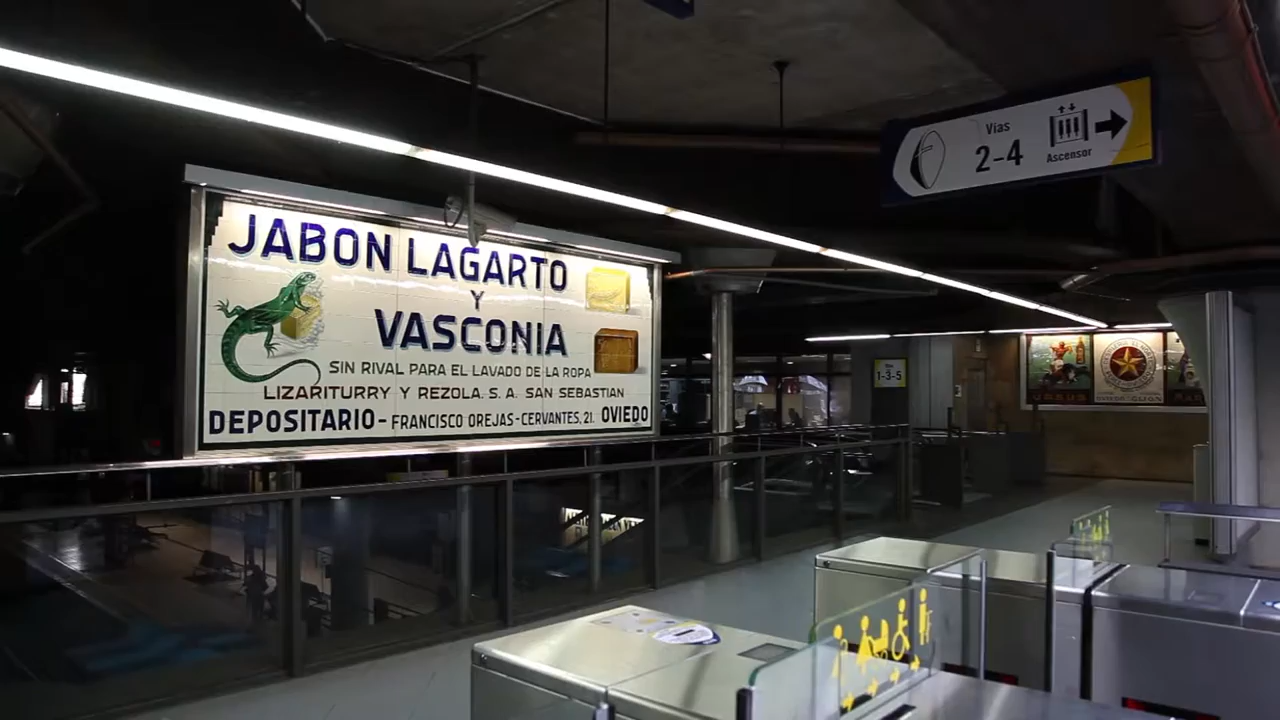 Vías
2-4
Ascensor
JABON LAGARTO
Y
VASCONIA
SIN RIVAL PARA EL LAVADO DE LA ROPA
LIZARITURRY Y REZOLA. S. A. SAN SEBASTIAN
DEPOSITARIO - FRANCISCO OREJAS - CERVANTES, 21. OVIEDO
1-3-5
URSUS